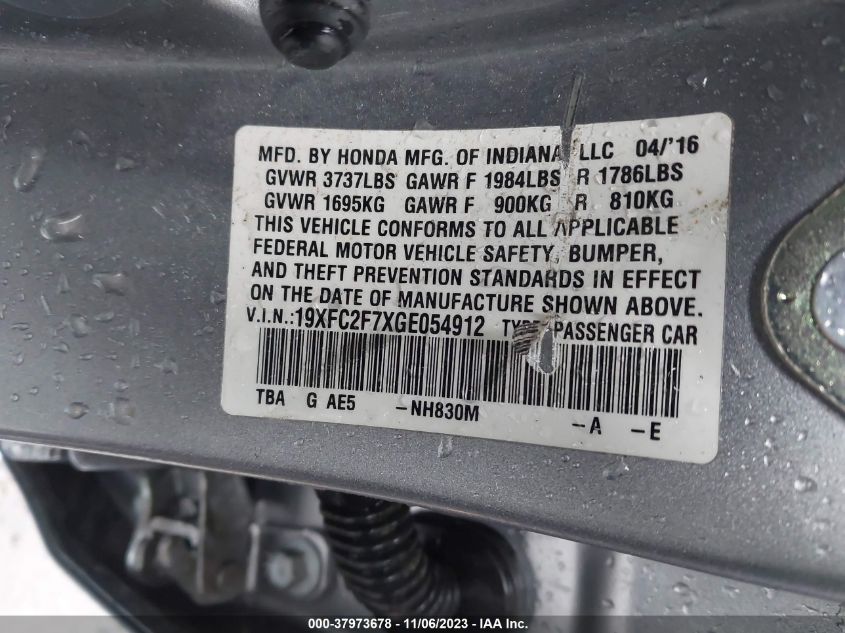 MFD. BY HONDA MFG. OF INDIANA, LLC 04/'16
GVWR 3737LBS GAWR F 1984LBS R 1786LBS
GVWR 1695KG GAWR F 900KG R 810KG
THIS VEHICLE CONFORMS TO ALL APPLICABLE
FEDERAL MOTOR VEHICLE SAFETY, BUMPER,
AND THEFT PREVENTION STANDARDS IN EFFECT
ON THE DATE OF MANUFACTURE SHOWN ABOVE.
V.I.N.:19XFC2F7XGE054912 TYPE:PASSENGER CAR
TBA G AE5 -NH830M -A -E
000-37973678 - 11/06/2023 - IAA Inc.